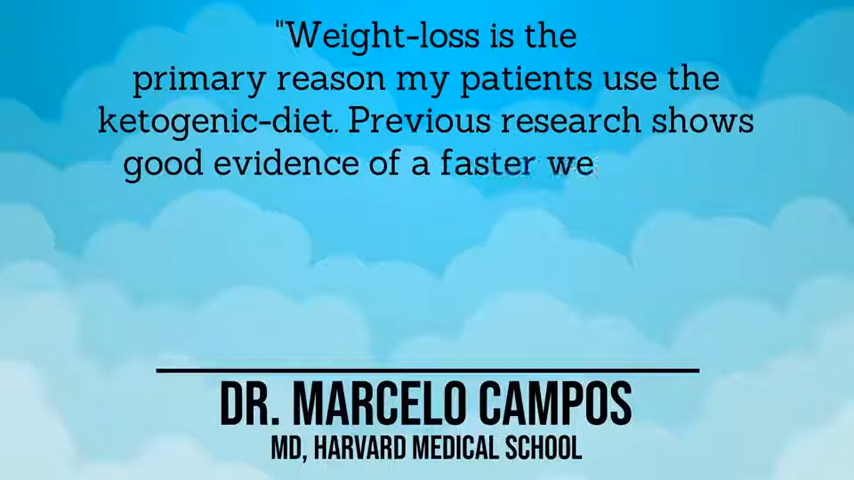 "Weight-loss is the
primary reason my patients use the
ketogenic-diet. Previous research shows
good evidence of a faster we
DR. MARCELO CAMPOS
MD, HARVARD MEDICAL SCHOOL